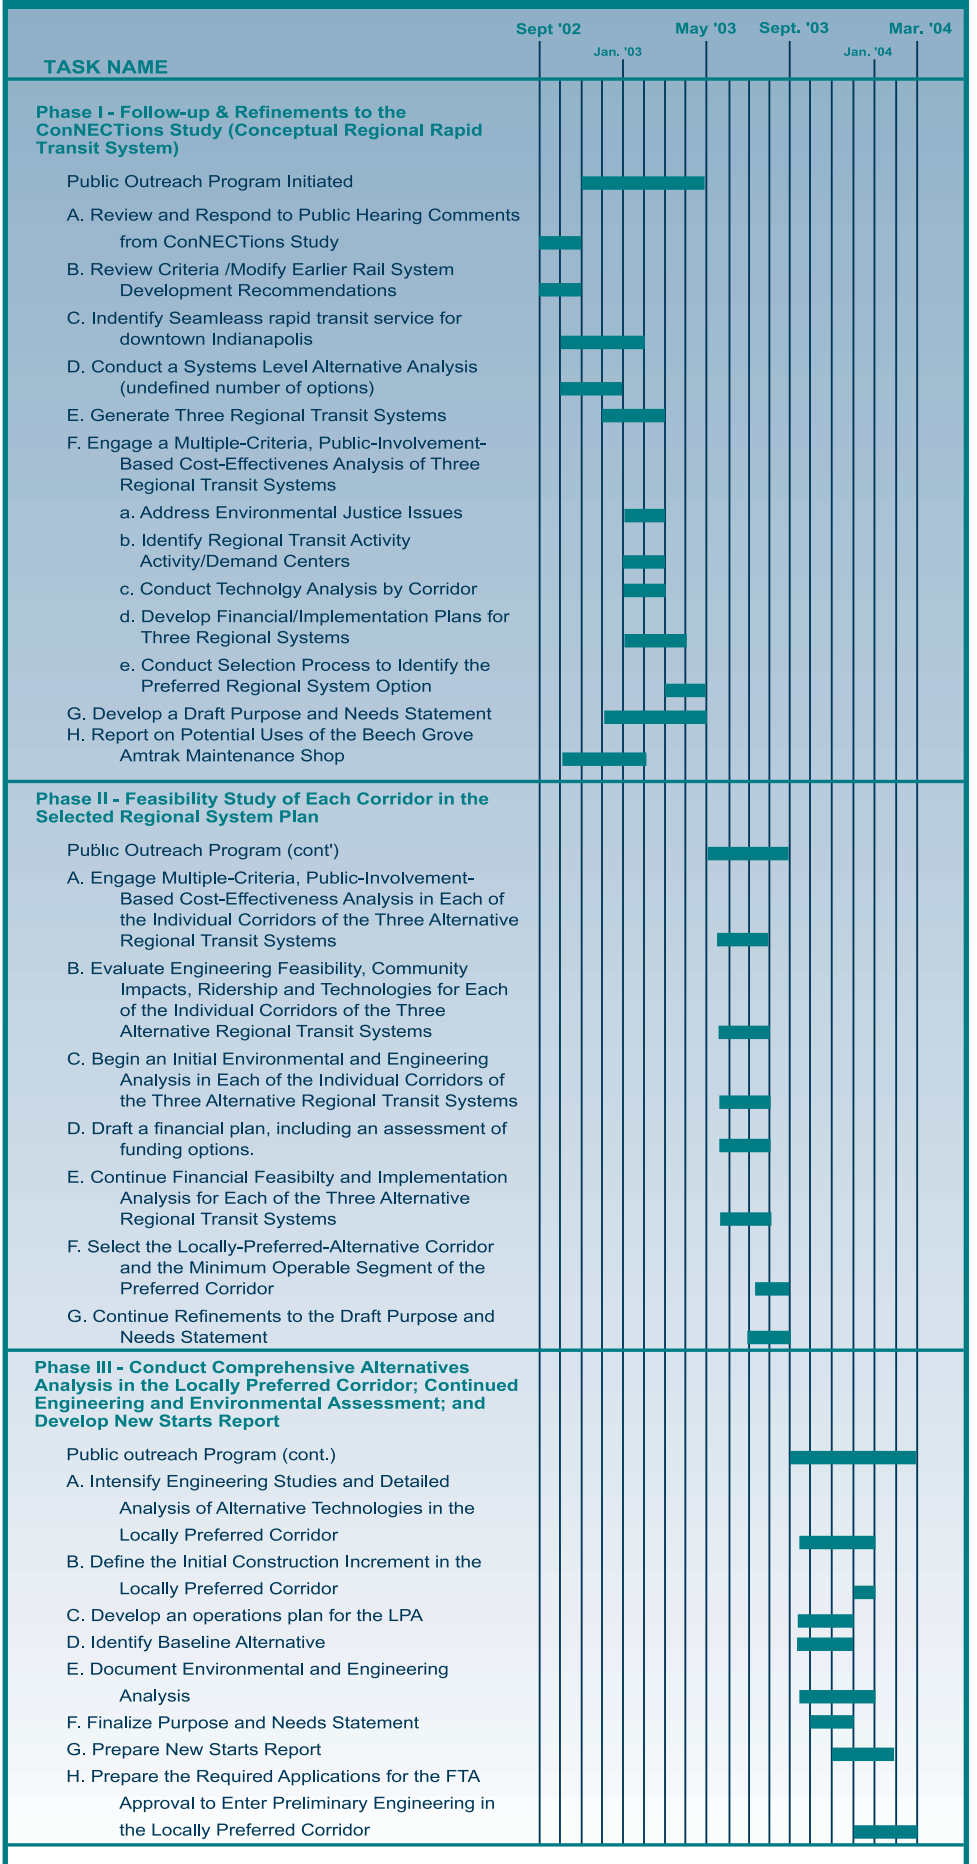 Sept '02 May '03 Sept. '03 Mar. '04
Jan. '03 Jan. '04
TASK NAME
Phase I - Follow-up & Refinements to the
ConNECTions Study (Conceptual Regional Rapid
Transit System)
Public Outreach Program Initiated
A. Review and Respond to Public Hearing Comments
from ConNECTions Study
B. Review Criteria /Modify Earlier Rail System
Development Recommendations
C. Indentify Seamleass rapid transit service for
downtown Indianapolis
D. Conduct a Systems Level Alternative Analysis
(undefined number of options)
E. Generate Three Regional Transit Systems
F. Engage a Multiple-Criteria, Public-Involvement-
Based Cost-Effectivenes Analysis of Three
Regional Transit Systems
a. Address Environmental Justice Issues
b. Identify Regional Transit Activity
Activity/Demand Centers
c. Conduct Technolgy Analysis by Corridor
d. Develop Financial/Implementation Plans for
Three Regional Systems
e. Conduct Selection Process to Identify the
Preferred Regional System Option
G. Develop a Draft Purpose and Needs Statement
H. Report on Potential Uses of the Beech Grove
Amtrak Maintenance Shop
Phase II - Feasibility Study of Each Corridor in the
Selected Regional System Plan
Public Outreach Program (cont')
A. Engage Multiple-Criteria, Public-Involvement-
Based Cost-Effectiveness Analysis in Each of
the Individual Corridors of the Three Alternative
Regional Transit Systems
B. Evaluate Engineering Feasibility, Community
Impacts, Ridership and Technologies for Each
of the Individual Corridors of the Three
Alternative Regional Transit Systems
C. Begin an Initial Environmental and Engineering
Analysis in Each of the Individual Corridors of
the Three Alternative Regional Transit Systems
D. Draft a financial plan, including an assessment of
funding options.
E. Continue Financial Feasibilty and Implementation
Analysis for Each of the Three Alternative
Regional Transit Systems
F. Select the Locally-Preferred-Alternative Corridor
and the Minimum Operable Segment of the
Preferred Corridor
G. Continue Refinements to the Draft Purpose and
Needs Statement
Phase III - Conduct Comprehensive Alternatives
Analysis in the Locally Preferred Corridor; Continued
Engineering and Environmental Assessment; and
Develop New Starts Report
Public outreach Program (cont.)
A. Intensify Engineering Studies and Detailed
Analysis of Alternative Technologies in the
Locally Preferred Corridor
B. Define the Initial Construction Increment in the
Locally Preferred Corridor
C. Develop an operations plan for the LPA
D. Identify Baseline Alternative
E. Document Environmental and Engineering
Analysis
F. Finalize Purpose and Needs Statement
G. Prepare New Starts Report
H. Prepare the Required Applications for the FTA
Approval to Enter Preliminary Engineering in
the Locally Preferred Corridor